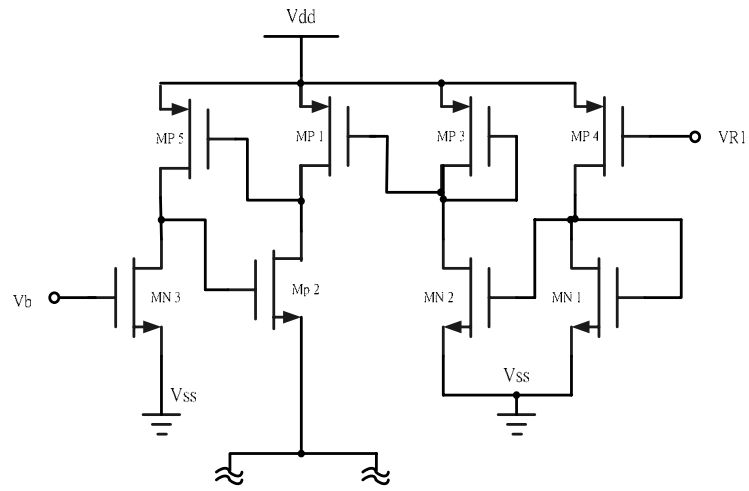 Vdd
MP 5
MP 1
MP 3
MP 4
VR1
Vb
MN 3
Mp 2
MN 2
MN 1
Vss
Vss